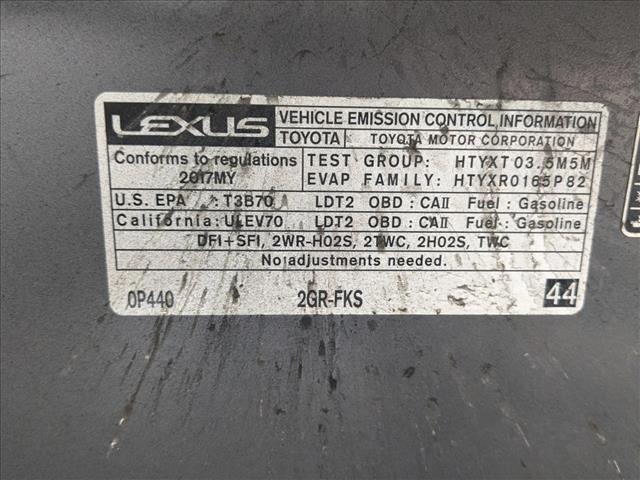 LEXUS VEHICLE EMISSION CONTROL INFORMATION
TOYOTA TOYOTA MOTOR CORPORATION
Conforms to regulations TEST GROUP: HTYXT03.5M5M
2017MY EVAP FAMILY: HTYXR0165P82
U.S. EPA : T3B70 LDT2 OBD : CAII Fuel : Gasoline
California: ULEV70 LDT2 OBD : CAII Fuel : Gasoline
DFI+SFI, 2WR-HO2S, 2TWC, 2HO2S, TWC
No adjustments needed.
0P440 2GR-FKS 44